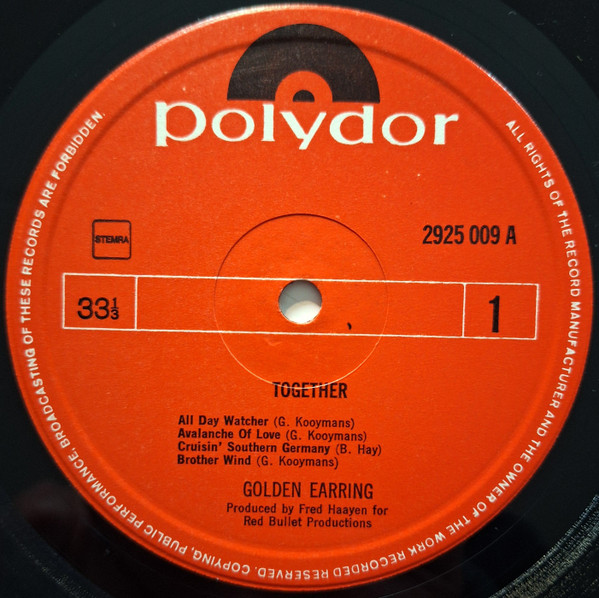 polydor
ALL RIGHTS OF THE RECORD MANUFACTURER AND THE OWNER OF THE WORK RECORDED RESERVED. COPYING, PUBLIC PERFORMANCE, BROADCASTING OF THESE RECORDS ARE FORBIDDEN.
STEMRA
2925 009 A
33⅓
1
TOGETHER
All Day Watcher (G. Kooymans)
Avalanche Of Love (G. Kooymans)
Cruisin' Southern Germany (B. Hay)
Brother Wind (G. Kooymans)
GOLDEN EARRING
Produced by Fred Haayen for
Red Bullet Productions